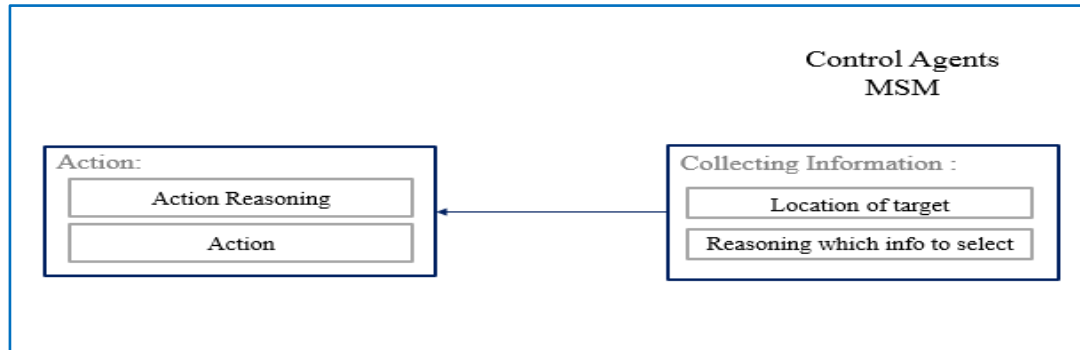 Control Agents
MSM
Action:
Action Reasoning
Action
Collecting Information :
Location of target
Reasoning which info to select